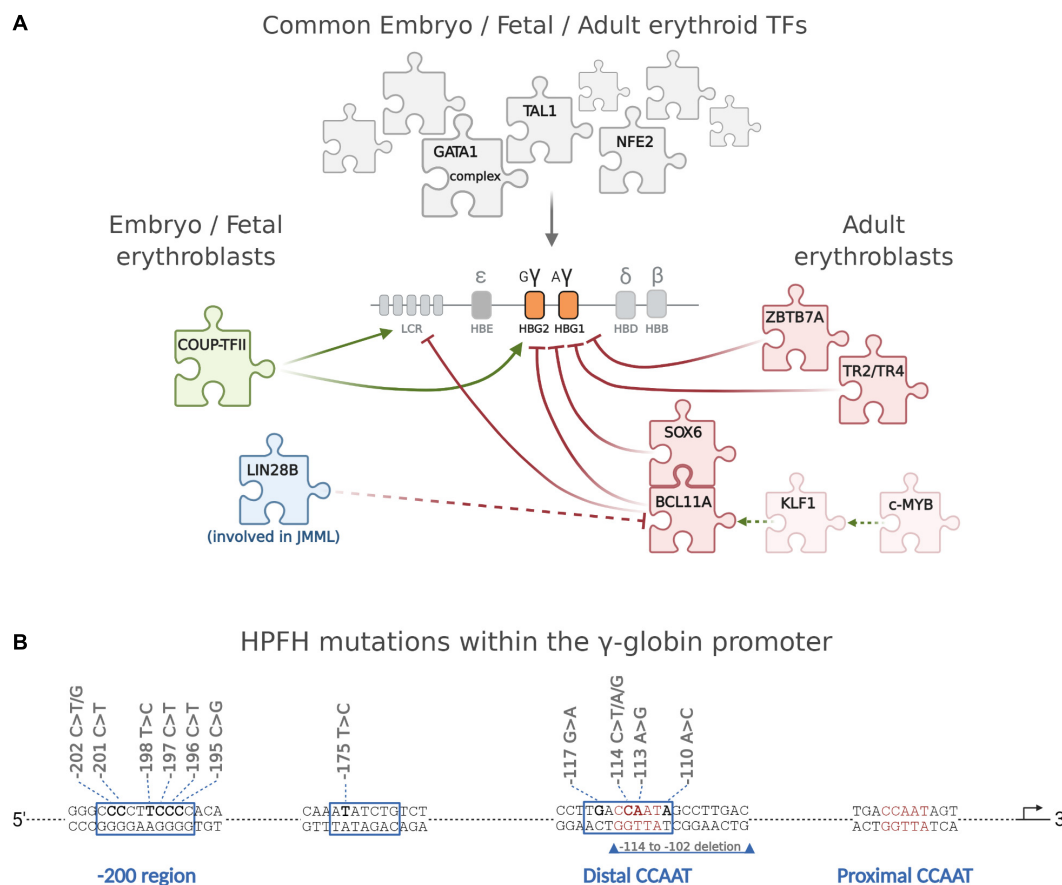 A
Common Embryo / Fetal / Adult erythroid TFs
TAL1
NFE2
GATA1
complex
Embryo / Fetal
erythroblasts
Adult
erythroblasts
ε
Gγ
Aγ
δ
β
LCR
HBE
HBG2
HBG1
HBD
HBB
COUP-TFII
ZBTB7A
TR2/TR4
SOX6
LIN28B
(involved in JMML)
BCL11A
KLF1
c-MYB
B
HPFH mutations within the γ-globin promoter
-202 C>T/G
-201 C>T
-198 T>C
-197 C>T
-196 C>T
-195 C>G
-175 T>C
-117 G>A
-114 C>T/A/G
-113 A>G
-110 A>C
5'
GGGCCCCTTCCCCACA
CCCGGGGAAGGGGTGT
CAAATATCTGTCT
GTTTATAGACAGA
CCTTGACCAATAGCCTTGAC
GGAACTGGTTATCGGAACTG
TGACCAATAGT
ACTGGTTATCA
3'
-114 to -102 deletion
-200 region
Distal CCAAT
Proximal CCAAT